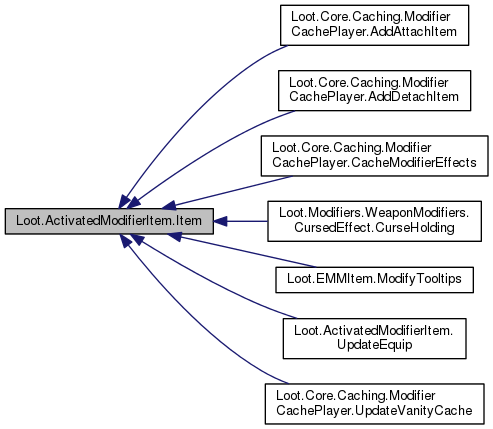 Loot.Core.Caching.Modifier
CachePlayer.AddAttachItem
Loot.Core.Caching.Modifier
CachePlayer.AddDetachItem
Loot.Core.Caching.Modifier
CachePlayer.CacheModifierEffects
Loot.ActivatedModifierItem.Item
Loot.Modifiers.WeaponModifiers.
CursedEffect.CurseHolding
Loot.EMMItem.ModifyTooltips
Loot.ActivatedModifierItem.
UpdateEquip
Loot.Core.Caching.Modifier
CachePlayer.UpdateVanityCache